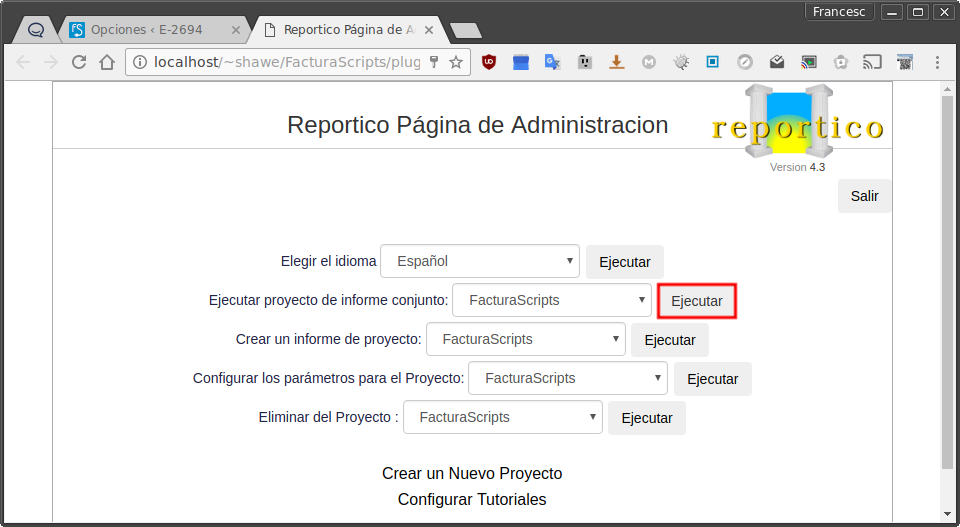 Francesc
Opciones ‹ E-2694
Reportico Página de A
localhost/~shawe/FacturaScripts/plug
Reportico Página de Administracion
reportico
Version 4.3
Salir
Elegir el idioma Español Ejecutar
Ejecutar proyecto de informe conjunto: FacturaScripts Ejecutar
Crear un informe de proyecto: FacturaScripts Ejecutar
Configurar los parámetros para el Proyecto: FacturaScripts Ejecutar
Eliminar del Proyecto : FacturaScripts Ejecutar
Crear un Nuevo Proyecto
Configurar Tutoriales